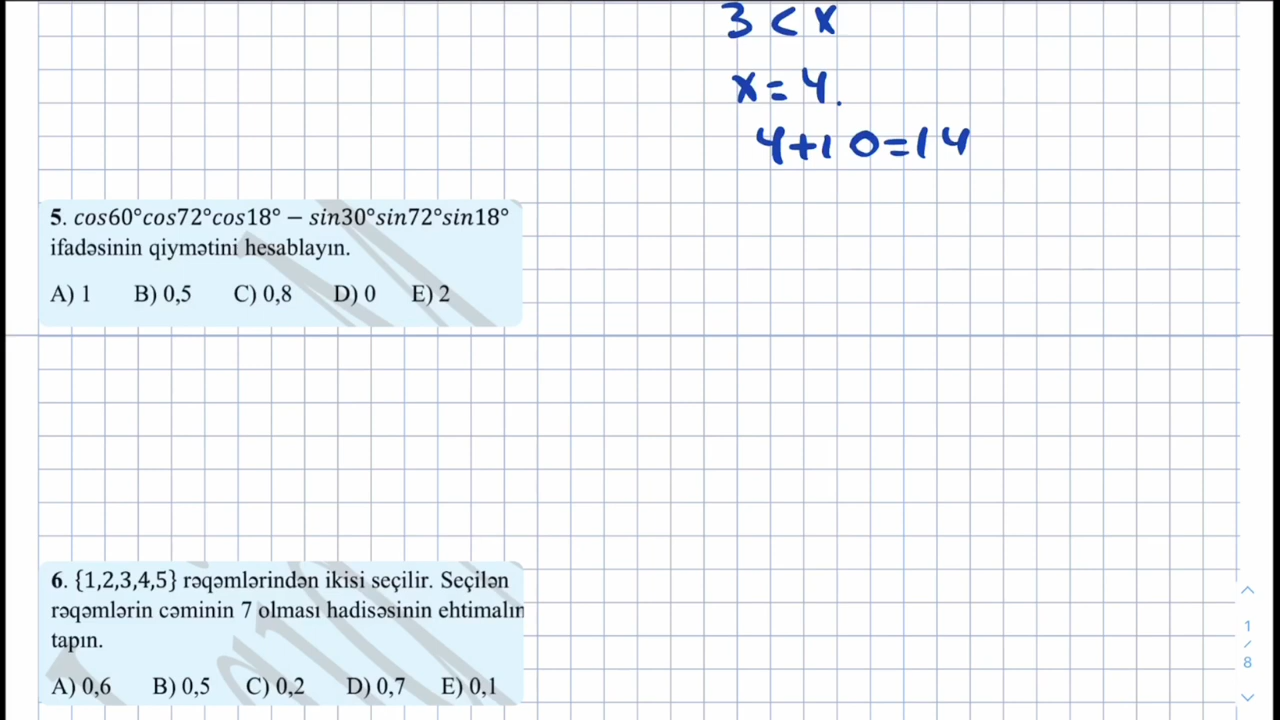 3 < x
x = 4.
4+10=14
5. cos60°cos72°cos18° − sin30°sin72°sin18°
ifadəsinin qiymətini hesablayın.
A) 1 B) 0,5 C) 0,8 D) 0 E) 2
6. {1,2,3,4,5} rəqəmlərindən ikisi seçilir. Seçilən
rəqəmlərin cəminin 7 olması hadisəsinin ehtimalın
tapın.
A) 0,6 B) 0,5 C) 0,2 D) 0,7 E) 0,1
1
/
8